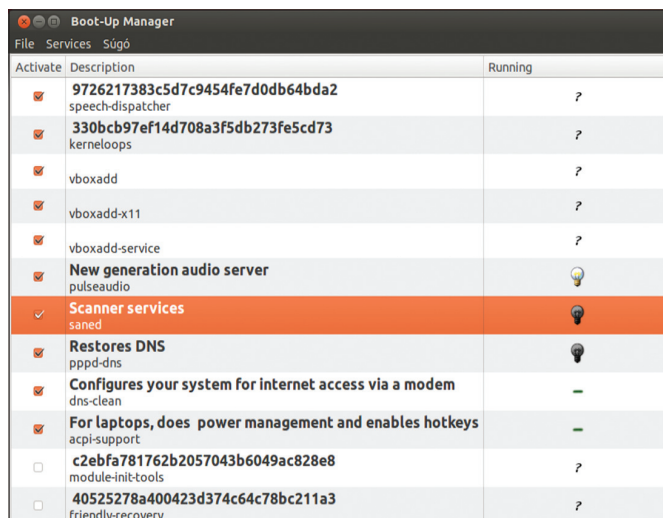 Boot-Up Manager
File Services Súgó
Activate Description Running
9726217383c5d7c9454fe7d0db64bda2
speech-dispatcher ?
330bcb97ef14d708a3f5db273fe5cd73
kerneloops ?
vboxadd ?
vboxadd-x11 ?
vboxadd-service ?
New generation audio server
pulseaudio
Scanner services
saned
Restores DNS
pppd-dns
Configures your system for internet access via a modem
dns-clean
For laptops, does power management and enables hotkeys
acpi-support
c2ebfa781762b2057043b6049ac828e8
module-init-tools ?
40525278a400423d374c64c78bc211a3
friendly-recovery ?